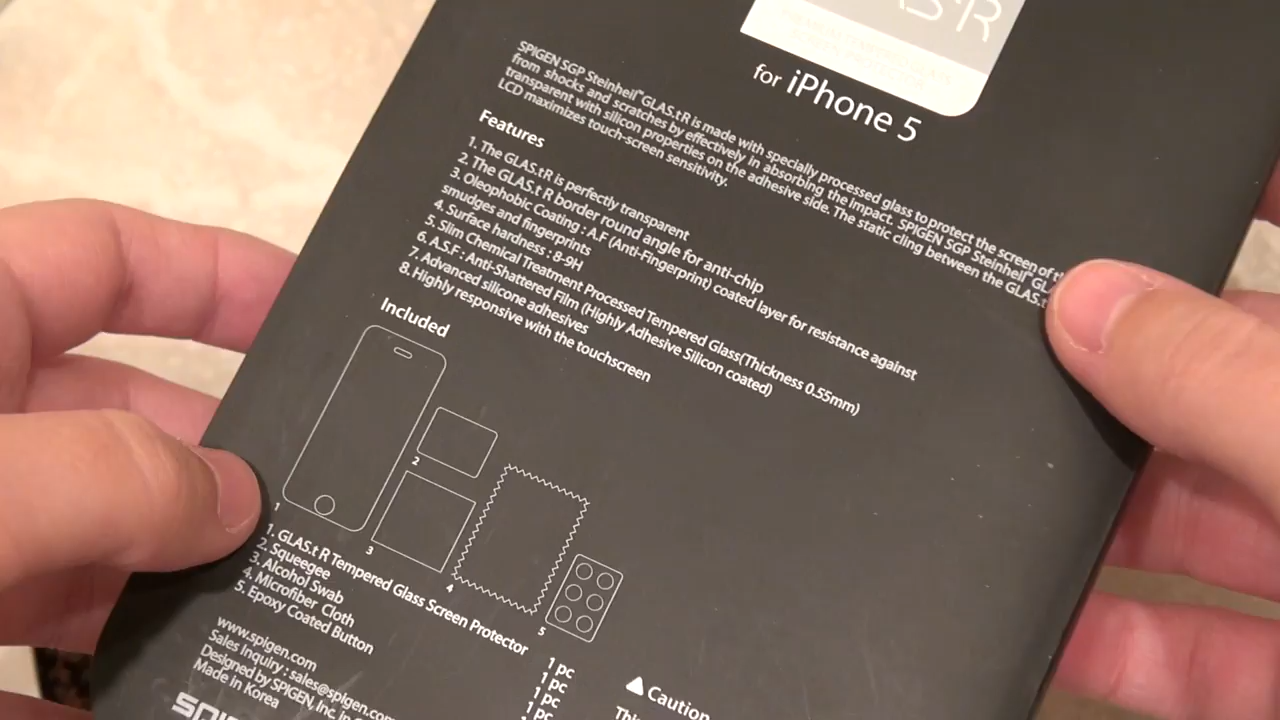 for iPhone 5
SPIGEN SGP Steinheil™ GLAS.tR is made with specially processed glass to protect the screen of
from shocks and scratches by effectively in absorbing the impact. SPIGEN SGP Steinheil™ GL
transparent with silicon properties on the adhesive side. The static cling between the GLAS.
LCD maximizes touch-screen sensitivity.
Features
1. The GLAS.tR is perfectly transparent
2. The GLAS.t R border round angle for anti-chip
3. Oleophobic Coating : A.F (Anti-Fingerprint) coated layer for resistance against
smudges and fingerprints
4. Surface hardness : 8-9H
5. Slim Chemical Treatment Processed Tempered Glass(Thickness 0.55mm)
6. A.S.F : Anti-Shattered Film (Highly Adhesive Silicon coated)
7. Advanced silicone adhesives
8. Highly responsive with the touchscreen
Included
1
2
3
4
5
1. GLAS.t R Tempered Glass Screen Protector 1 pc
2. Squeegee 1 pc
3. Alcohol Swab 1 pc
4. Microfiber Cloth 1 pc
5. Epoxy Coated Button
www.spigen.com
Sales Inquiry : sales@spigen.com
Designed by SPIGEN, Inc. in
Made in Korea
Caution